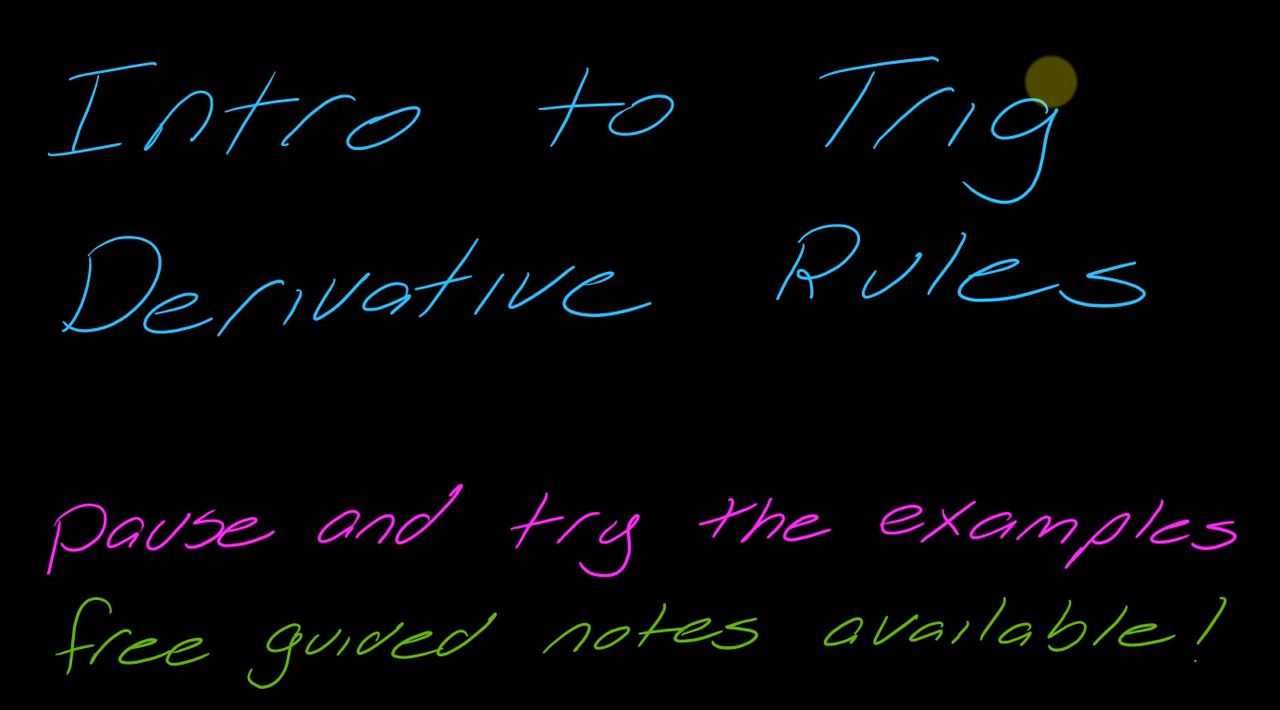 Intro to Trig
Derivative Rules
pause and try the examples
free guided notes available!